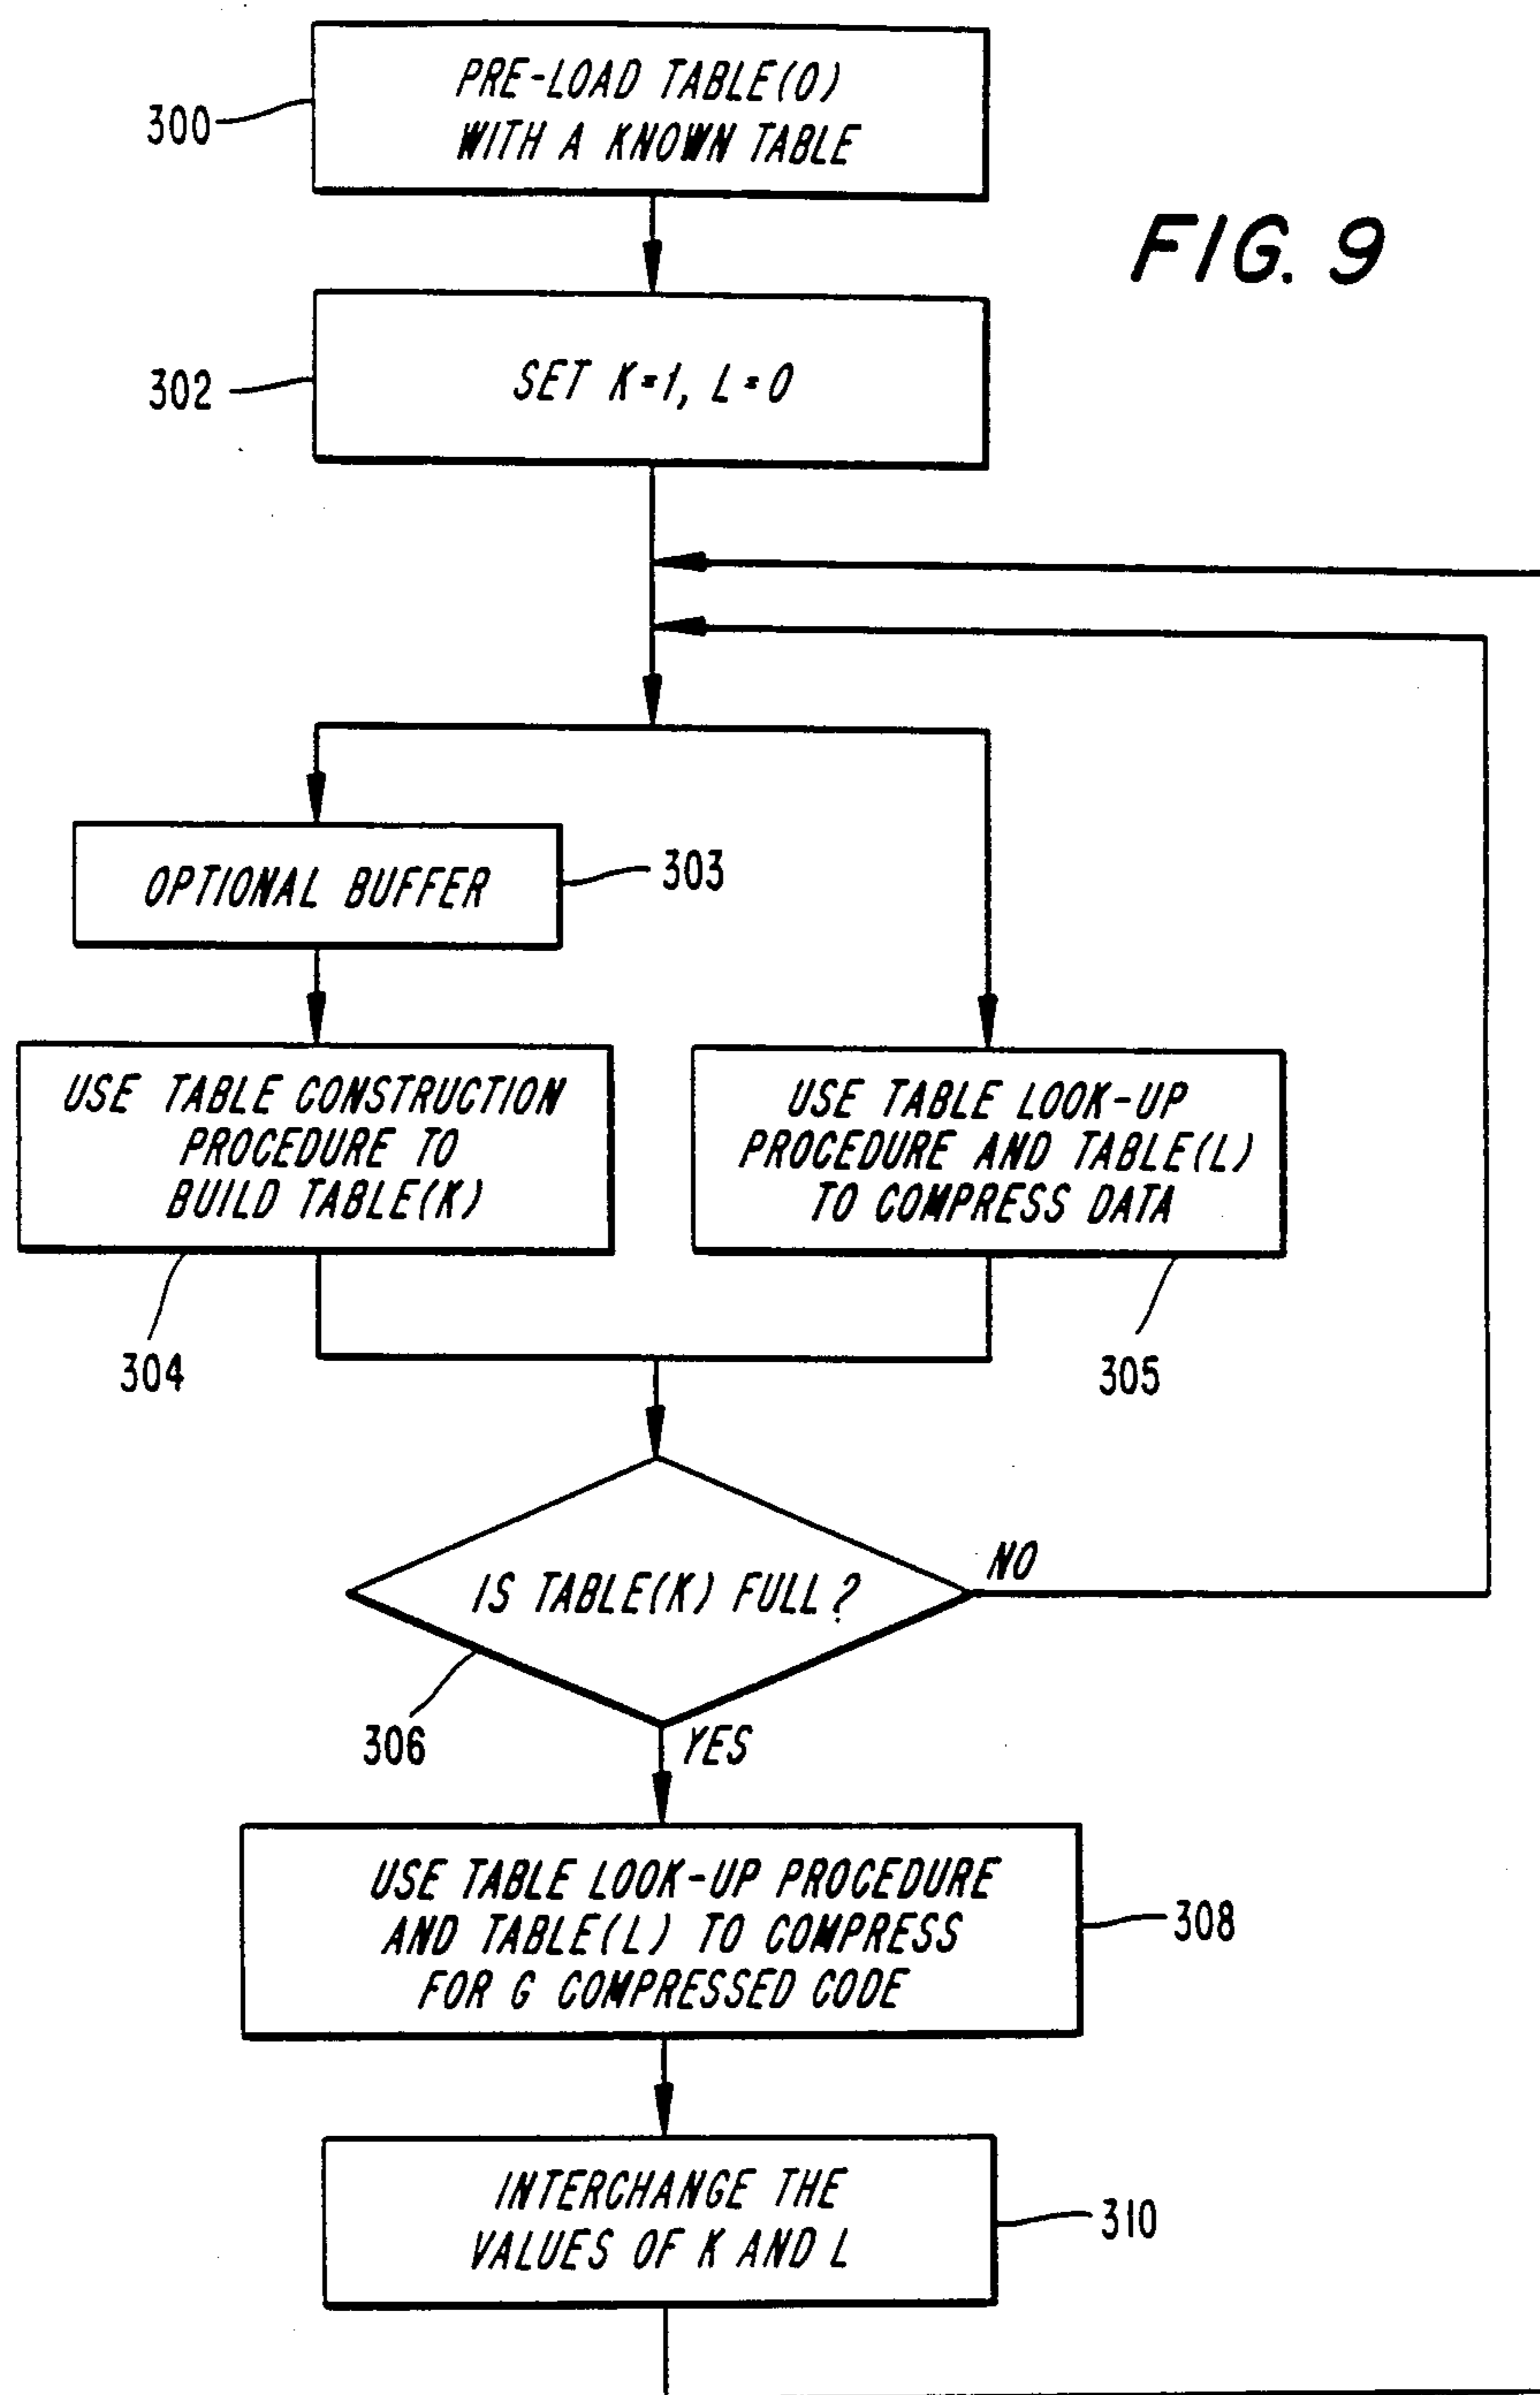 PRE-LOAD TABLE(0)
WITH A KNOWN TABLE
300
FIG. 9
SET K=1, L=0
302
OPTIONAL BUFFER
303
USE TABLE CONSTRUCTION
PROCEDURE TO
BUILD TABLE(K)
304
USE TABLE LOOK-UP
PROCEDURE AND TABLE(L)
TO COMPRESS DATA
305
IS TABLE(K) FULL?
NO
306
YES
USE TABLE LOOK-UP PROCEDURE
AND TABLE(L) TO COMPRESS
FOR G COMPRESSED CODE
308
INTERCHANGE THE
VALUES OF K AND L
310